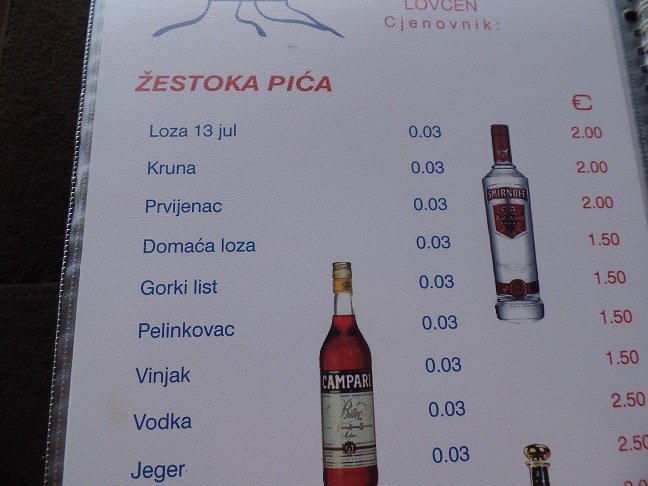 LOVĆEN
Cjenovnik:
ŽESTOKA PIĆA
€
Loza 13 jul 0.03 2.00
Kruna 0.03 2.00
Prvijenac 0.03 2.00
Domaća loza 0.03 1.50
Gorki list 0.03 1.50
Pelinkovac 0.03 1.50
Vinjak 0.03 1.50
Vodka 0.03 2.50
Jeger 0.03 2.50
SMIRNOFF
CAMPARI
Bitter